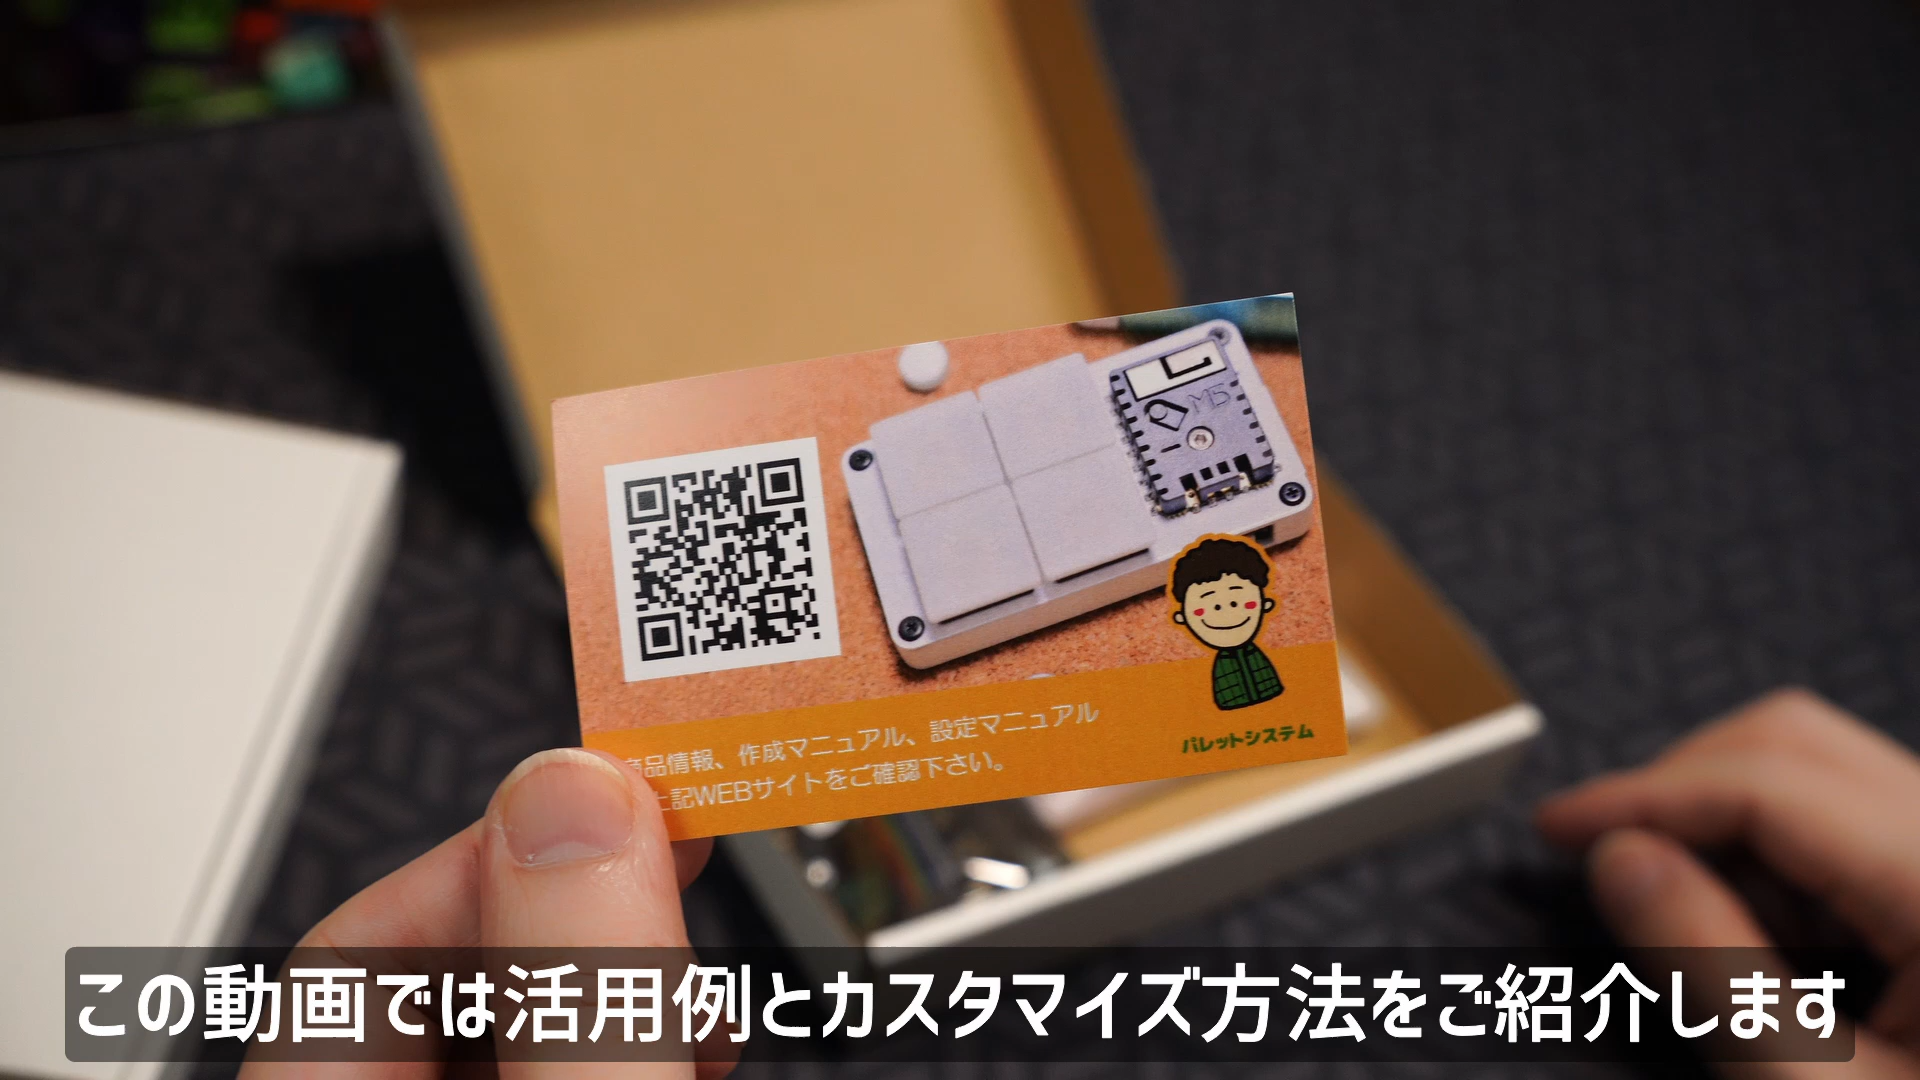 M5
品情報、作成マニュアル、設定マニュアル
記WEBサイトをご確認下さい。
パレットシステム
この動画では活用例とカスタマイズ方法をご紹介します